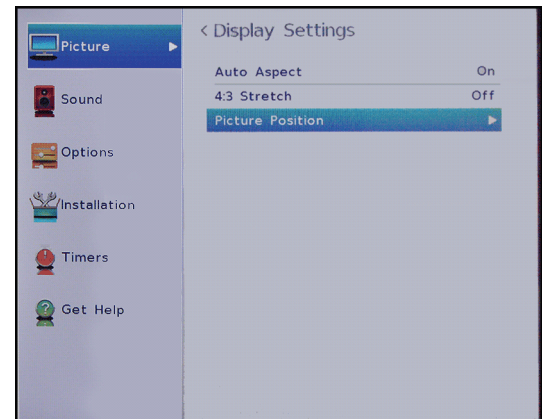 Picture
Sound
Options
Installation
Timers
Get Help
< Display Settings
Auto Aspect On
4:3 Stretch Off
Picture Position